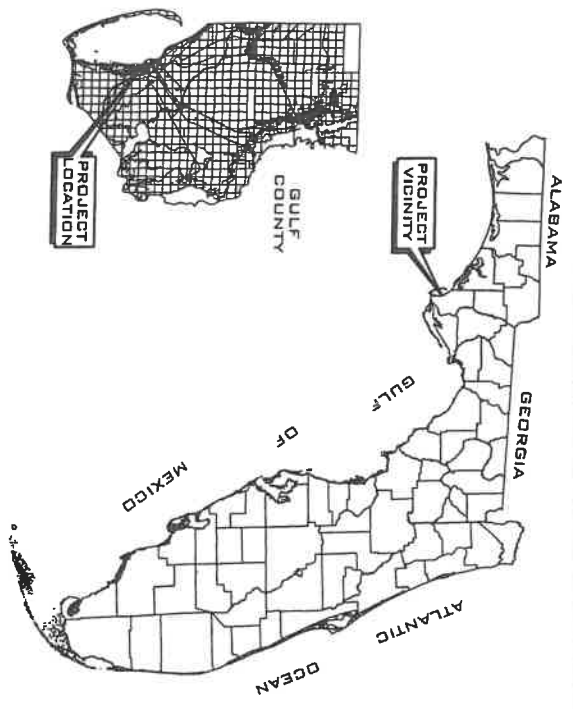 ALABAMA
GEORGIA
PROJECT
VICINITY
GULF
OF
MEXICO
ATLANTIC
OCEAN
GULF
COUNTY
PROJECT
LOCATION